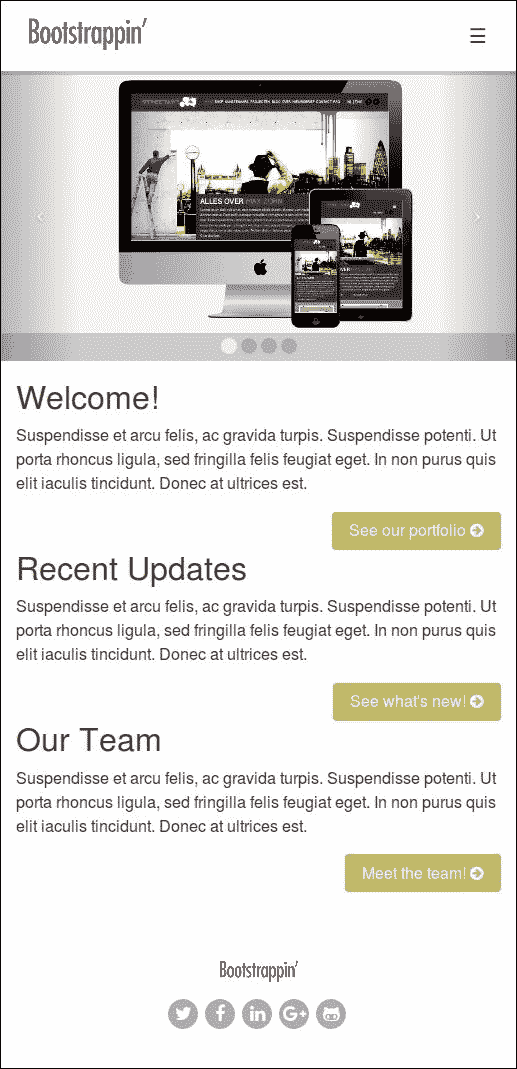 Bootstrappin'
ALLES OVER MAX ZORN
Welcome!
Suspendisse et arcu felis, ac gravida turpis. Suspendisse potenti. Ut
porta rhoncus ligula, sed fringilla felis feugiat eget. In non purus quis
elit iaculis tincidunt. Donec at ultrices est.
See our portfolio
Recent Updates
Suspendisse et arcu felis, ac gravida turpis. Suspendisse potenti. Ut
porta rhoncus ligula, sed fringilla felis feugiat eget. In non purus quis
elit iaculis tincidunt. Donec at ultrices est.
See what's new!
Our Team
Suspendisse et arcu felis, ac gravida turpis. Suspendisse potenti. Ut
porta rhoncus ligula, sed fringilla felis feugiat eget. In non purus quis
elit iaculis tincidunt. Donec at ultrices est.
Meet the team!
Bootstrappin'